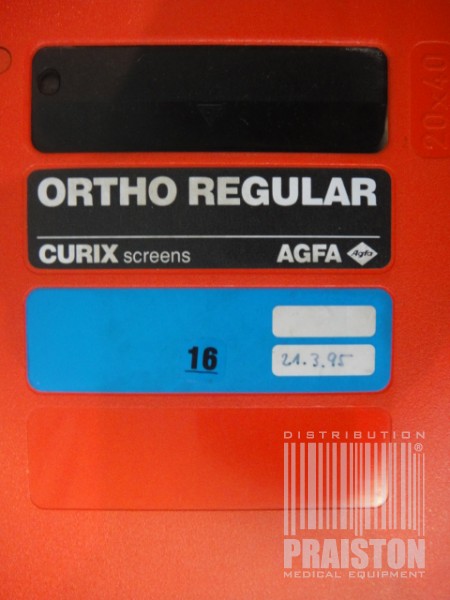 20x40
ORTHO REGULAR
CURIX screens AGFA Agfa
16
21.3.95
DISTRIBUTION
PRAISTON
MEDICAL EQUIPMENT